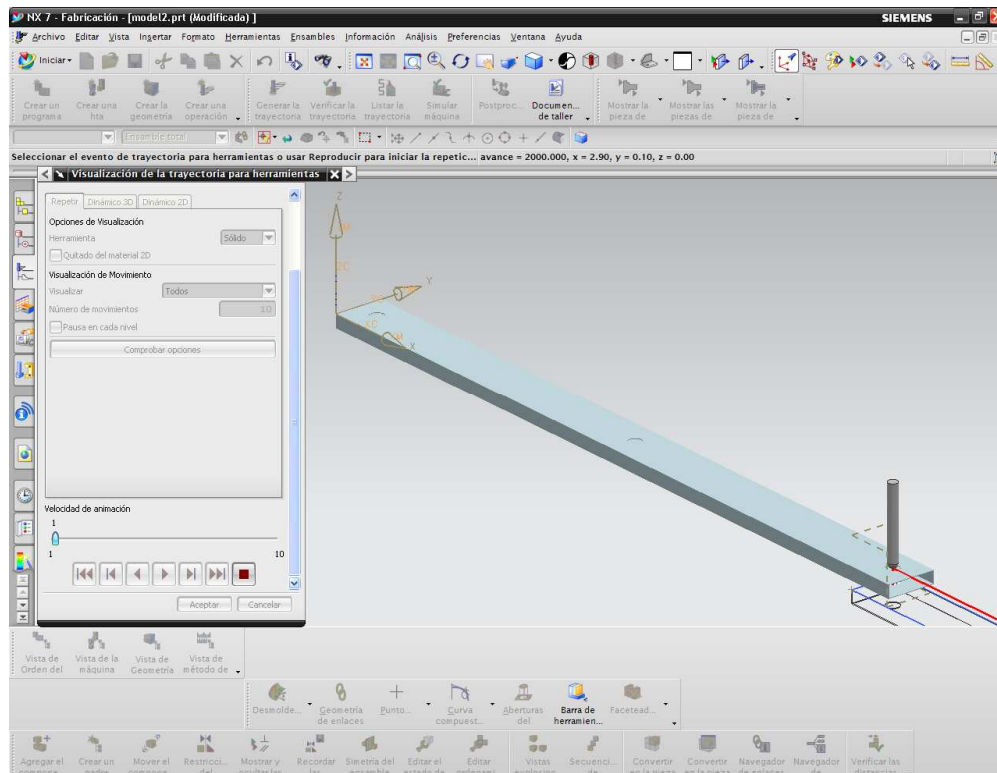 NX 7 - Fabricación - [model2.prt (Modificada) ]
SIEMENS
Archivo Editar Vista Insertar Formato Herramientas Ensambles Información Análisis Preferencias Ventana Ayuda
Iniciar
Crear un programa
Crear una hta
Crear la geometría
Crear una operación
Generar la trayectoria
Verificar la trayectoria
Listar la trayectoria
Simular máquina
Postproc...
Documen... de taller
Mostrar la pieza de
Mostrar las piezas de
Mostrar la pieza de
Ensamble total
Seleccionar el evento de trayectoria para herramientas o usar Reproducir para iniciar la repetic... avance = 2000.000, x = 2.90, y = 0.10, z = 0.00
Visualización de la trayectoria para herramientas
Repetir Dinámico 3D Dinámico 2D
Opciones de Visualización
Herramienta Sólido
Quitado del material 2D
Visualización de Movimiento
Visualizar Todos
Número de movimientos 10
Pausa en cada nivel
Comprobar opciones
Velocidad de animación
1
1 10
Aceptar Cancelar
Z
ZC
Y
YC
XC
X
Vista de Orden del
Vista de la máquina
Vista de Geometría
Vista de método de
Desmolde...
Geometría de enlaces
Punto...
Curva compuest...
Aberturas del
Barra de herramien...
Facetead...
Agregar el compone...
Crear un padre
Mover el compone...
Restricci... del
Mostrar y ocultar las
Recordar las
Simetría del ensamble
Editar el estado de
Editar ordenami...
Vistas explosion
Secuenci... de
Convertir en la pieza
Convertir en la pieza
Navegador de enlaces
Navegador de
Verificar las distancias